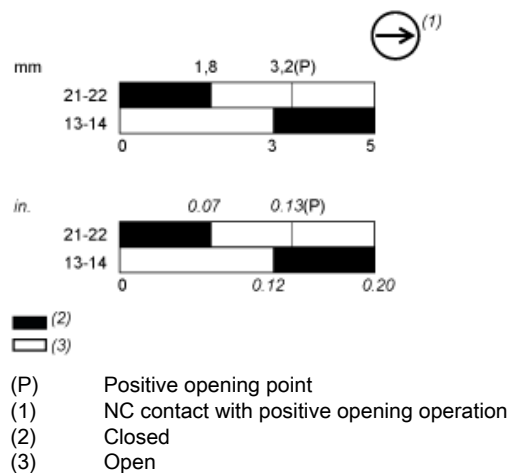 (1)
mm 1,8 3,2(P)
21-22
13-14
0 3 5
in. 0.07 0.13(P)
21-22
13-14
0 0.12 0.20
(2)
(3)
(P) Positive opening point
(1) NC contact with positive opening operation
(2) Closed
(3) Open